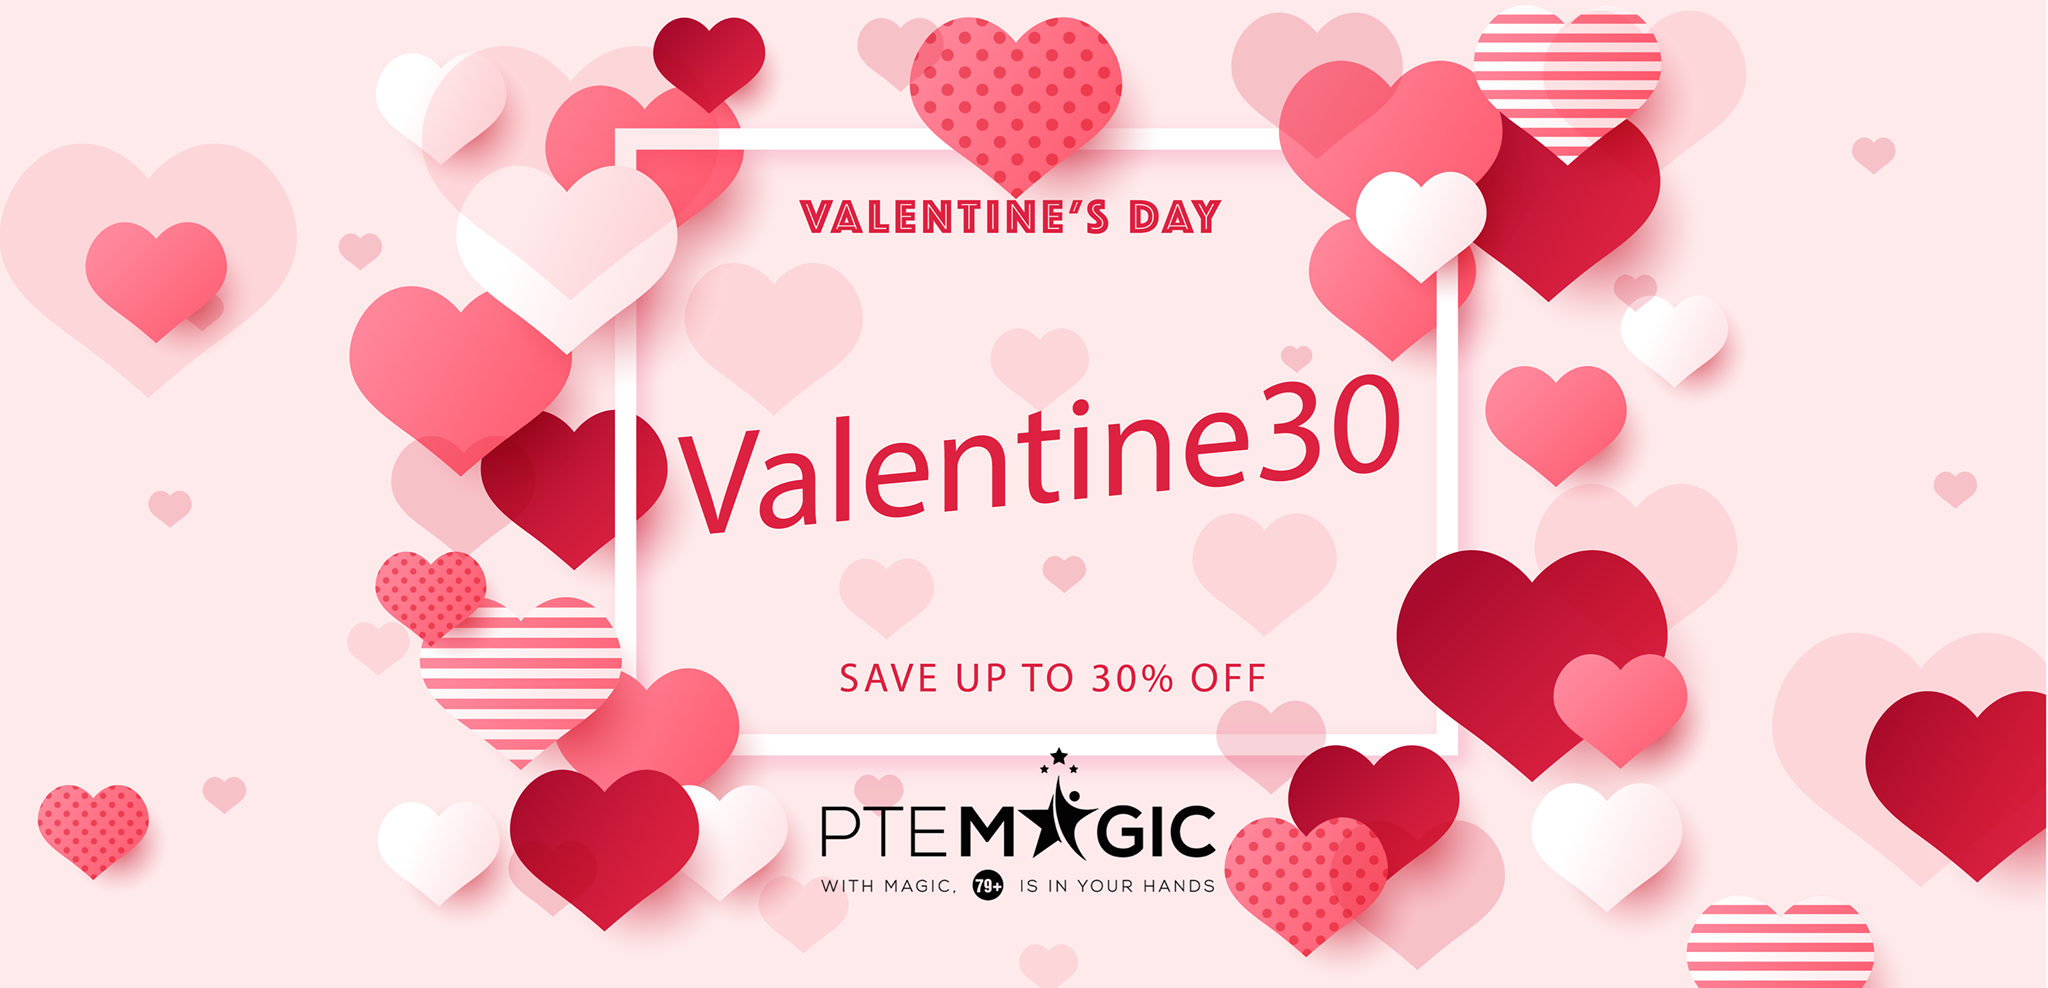 VALENTINE'S DAY
Valentine30
SAVE UP TO 30% OFF
PTEMAGIC
WITH MAGIC, 79+ IS IN YOUR HANDS